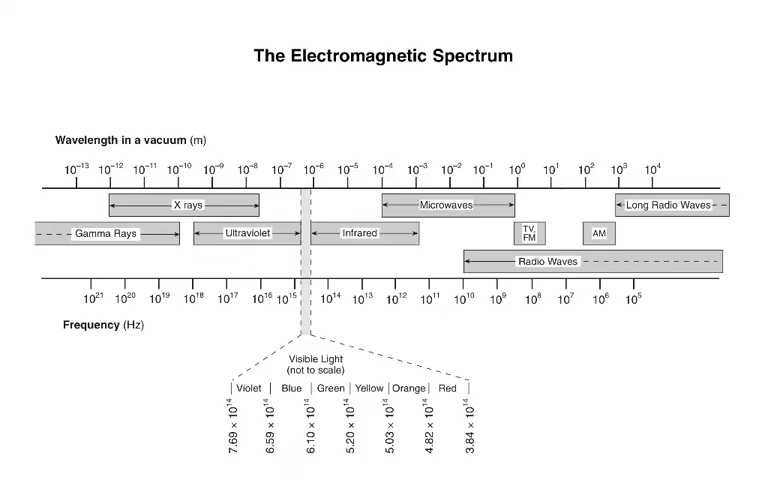 The Electromagnetic Spectrum
Wavelength in a vacuum (m)
10⁻¹³ 10⁻¹² 10⁻¹¹ 10⁻¹⁰ 10⁻⁹ 10⁻⁸ 10⁻⁷ 10⁻⁶ 10⁻⁵ 10⁻⁴ 10⁻³ 10⁻² 10⁻¹ 10⁰ 10¹ 10² 10³ 10⁴
X rays Microwaves Long Radio Waves
Gamma Rays Ultraviolet Infrared TV, AM
FM
Radio Waves
10²¹ 10²⁰ 10¹⁹ 10¹⁸ 10¹⁷ 10¹⁶ 10¹⁵ 10¹⁴ 10¹³ 10¹² 10¹¹ 10¹⁰ 10⁹ 10⁸ 10⁷ 10⁶ 10⁵
Frequency (Hz)
Visible Light
(not to scale)
Violet Blue Green Yellow Orange Red
7.69 × 10¹⁴
6.59 × 10¹⁴
6.10 × 10¹⁴
5.20 × 10¹⁴
5.03 × 10¹⁴
4.82 × 10¹⁴
3.84 × 10¹⁴